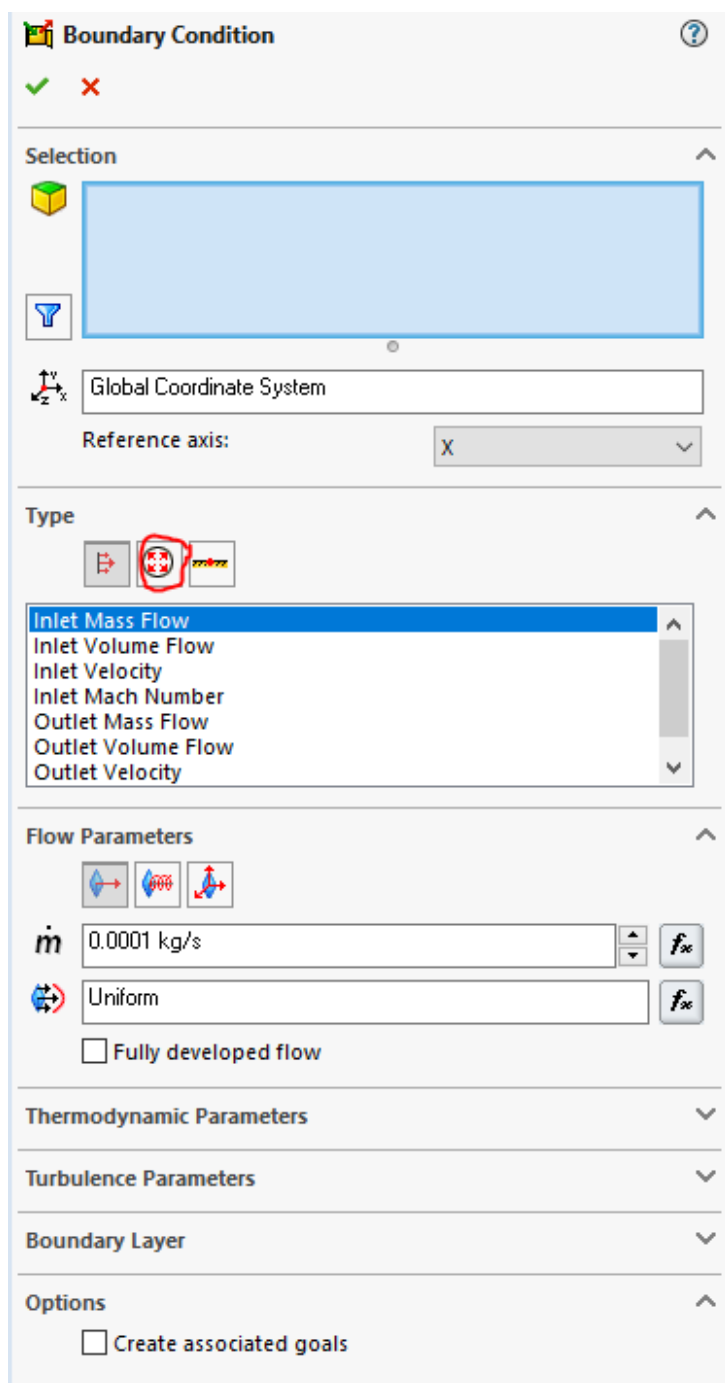 Boundary Condition
Selection
Y
X
Z
Global Coordinate System
Reference axis:
X
Type
Inlet Mass Flow
Inlet Volume Flow
Inlet Velocity
Inlet Mach Number
Outlet Mass Flow
Outlet Volume Flow
Outlet Velocity
Flow Parameters
ṁ
0.0001 kg/s
fx
Uniform
fx
Fully developed flow
Thermodynamic Parameters
Turbulence Parameters
Boundary Layer
Options
Create associated goals